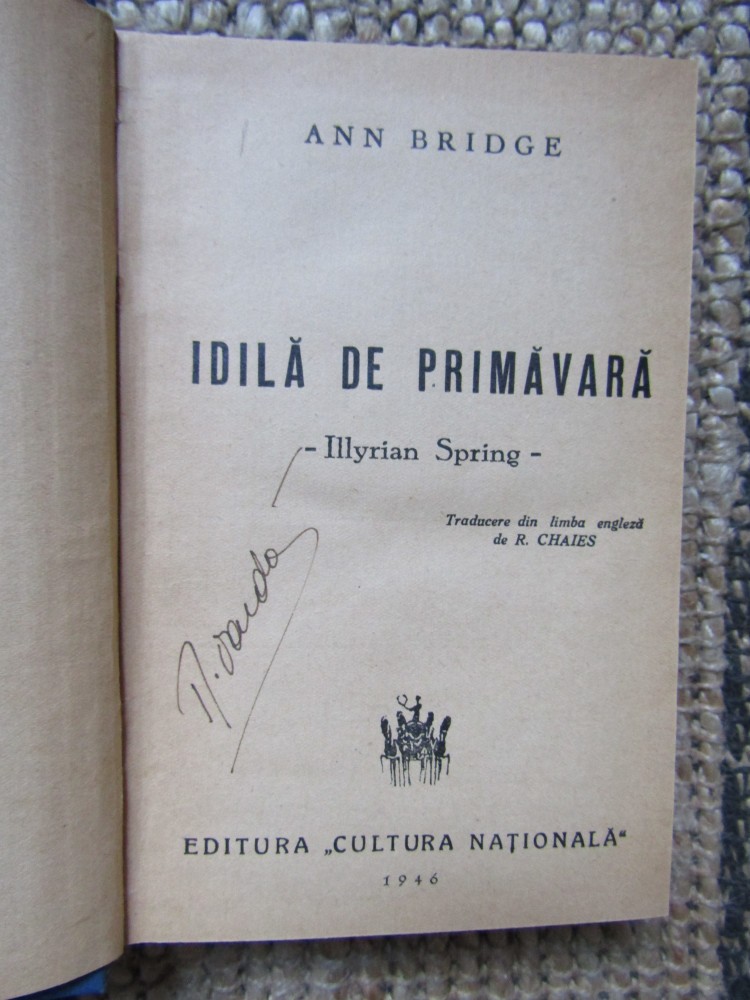 ANN BRIDGE
IDILĂ DE PRIMĂVARĂ
- Illyrian Spring -
Traducere din limba engleză
de R. CHAIES
EDITURA „CULTURA NAȚIONALĂ"
1946